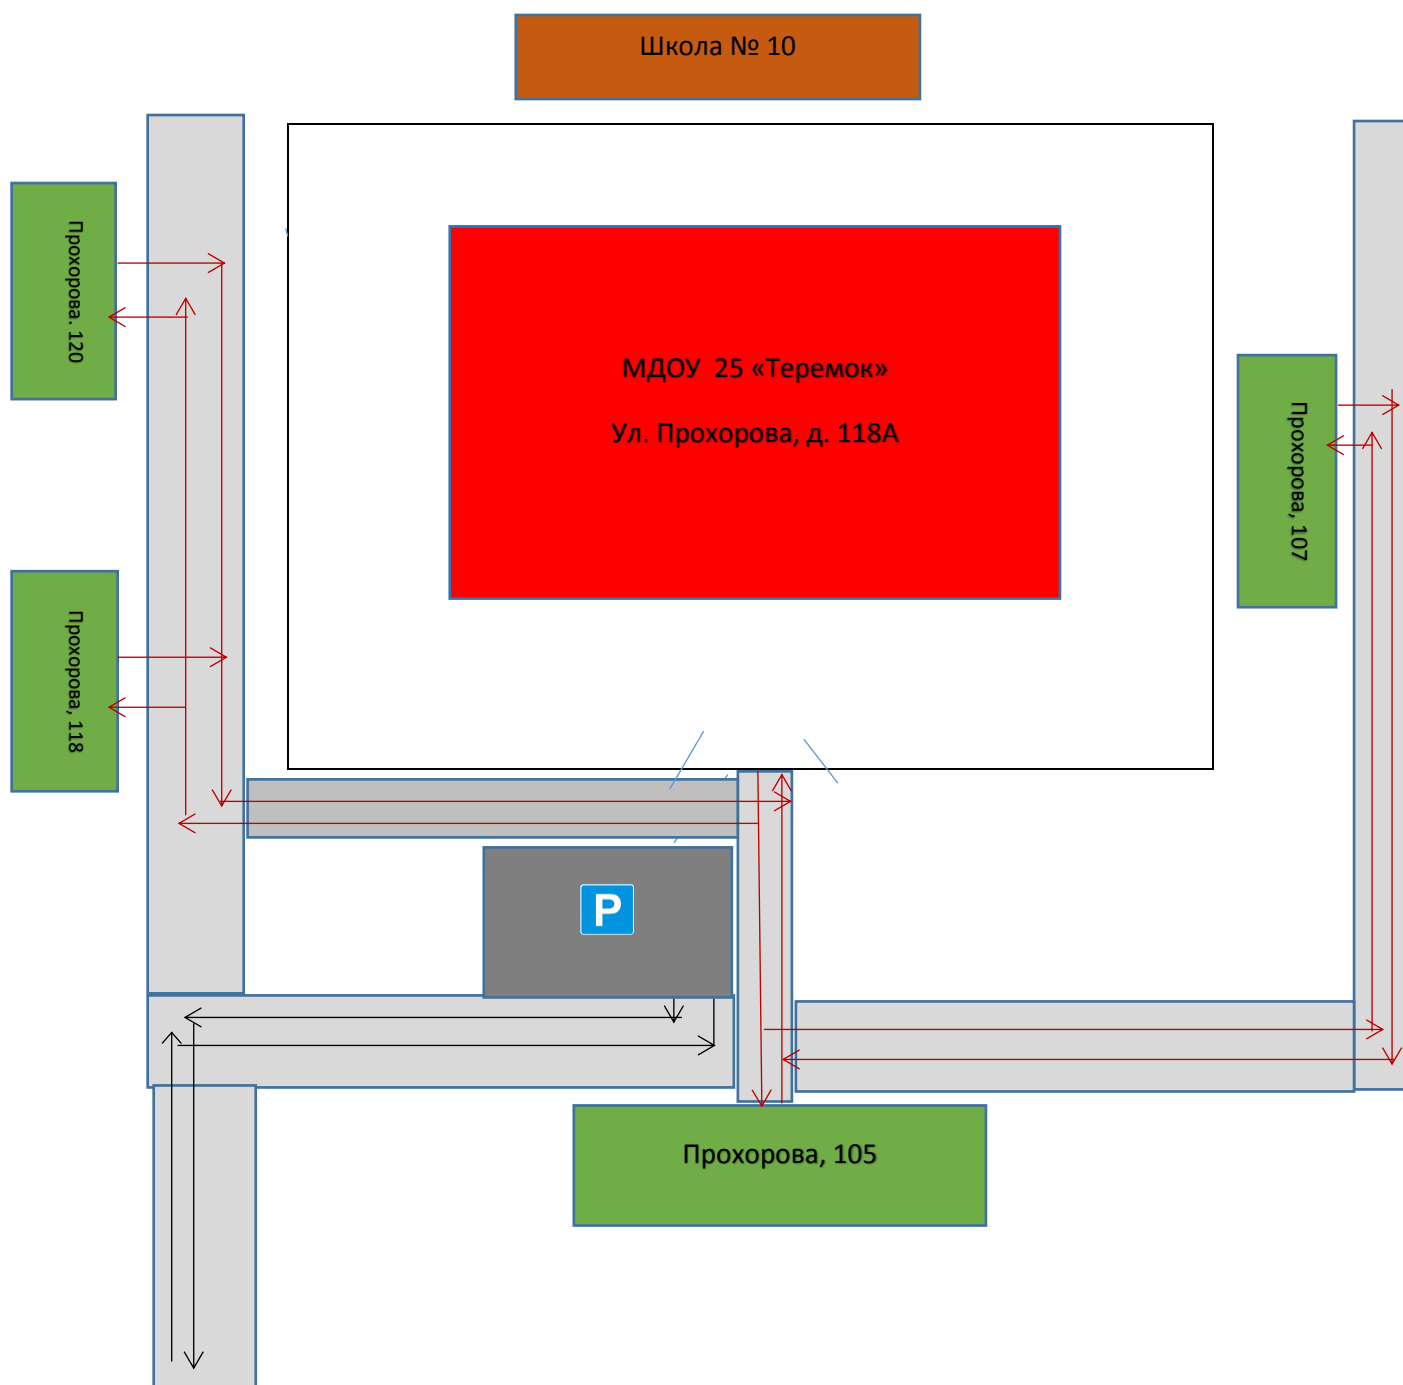 Школа № 10
Прохорова. 120
МДОУ  25 «Теремок»
Ул. Прохорова, д. 118А
Прохорова, 107
Прохорова, 118
P
Прохорова, 105